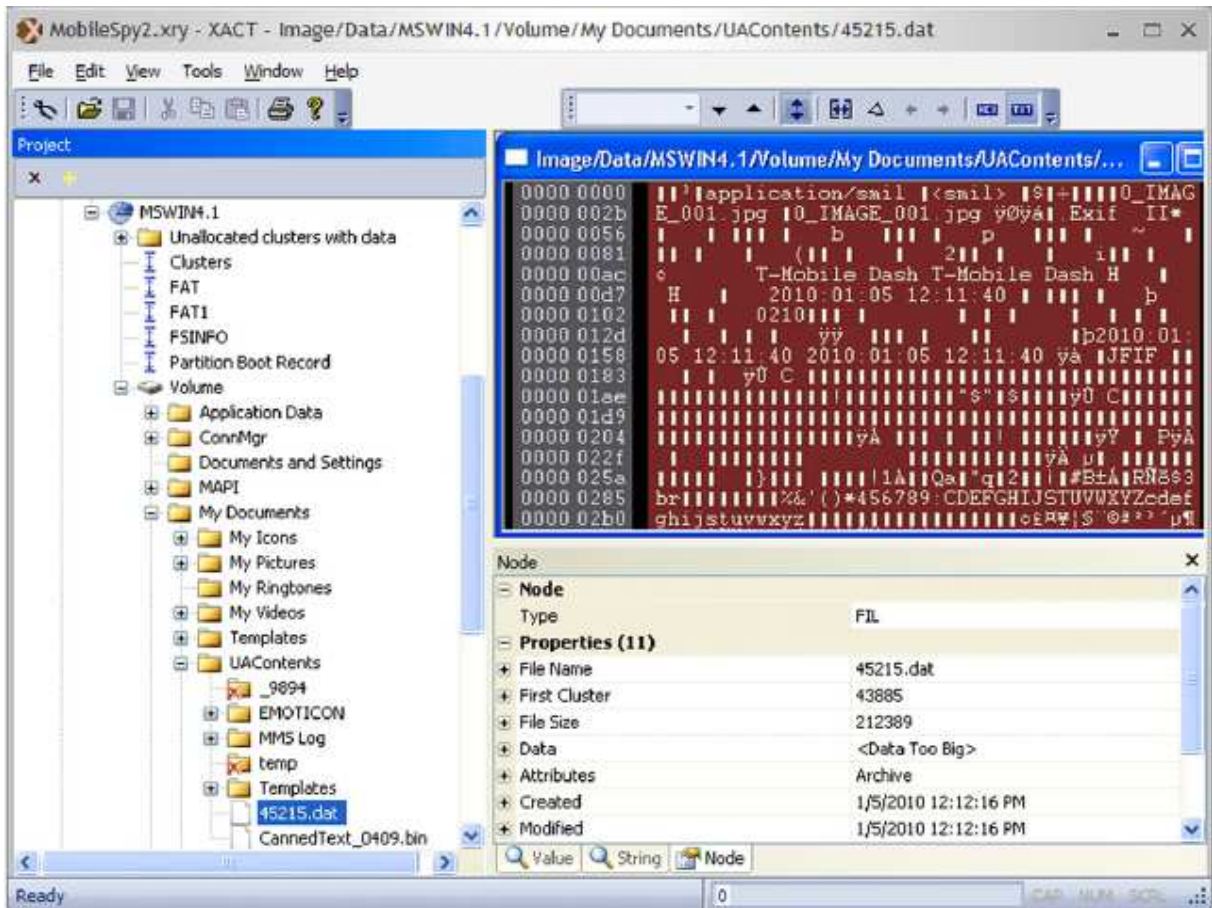 MobileSpy2.xry - XACT - Image/Data/MSWIN4.1/Volume/My Documents/UAContents/45215.dat
File Edit View Tools Window Help
Project
MSWIN4.1
Unallocated clusters with data
Clusters
FAT
FAT1
FSINFO
Partition Boot Record
Volume
Application Data
ConnMgr
Documents and Settings
MAPI
My Documents
My Icons
My Pictures
My Ringtones
My Videos
Templates
UAContents
_9894
EMOTICON
MMS Log
temp
Templates
45215.dat
CannedText_0409.bin
Image/Data/MSWIN4.1/Volume/My Documents/UAContents/...
0000 0000 application/smil <smil> 0_IMAG
0000 002b E_001.jpg 0_IMAGE_001.jpg Exif II*
0000 0056
0000 0081
0000 00ac T-Mobile Dash T-Mobile Dash H
0000 00d7 H 2010:01:05 12:11:40
0000 0102 0210
0000 012d 2010:01:
0000 0158 05 12:11:40 2010:01:05 12:11:40 JFIF
0000 0183
0000 01ae
0000 01d9
0000 0204
0000 022f
0000 025a
0000 0285 %&'()*456789:CDEFGHIJSTUVWXYZcdef
0000 02b0 ghijstuvwxyz
Node
Node
Type FIL
Properties (11)
File Name 45215.dat
First Cluster 43885
File Size 212389
Data <Data Too Big>
Attributes Archive
Created 1/5/2010 12:12:16 PM
Modified 1/5/2010 12:12:16 PM
Value String Node
Ready 0 CAP NUM SCRL